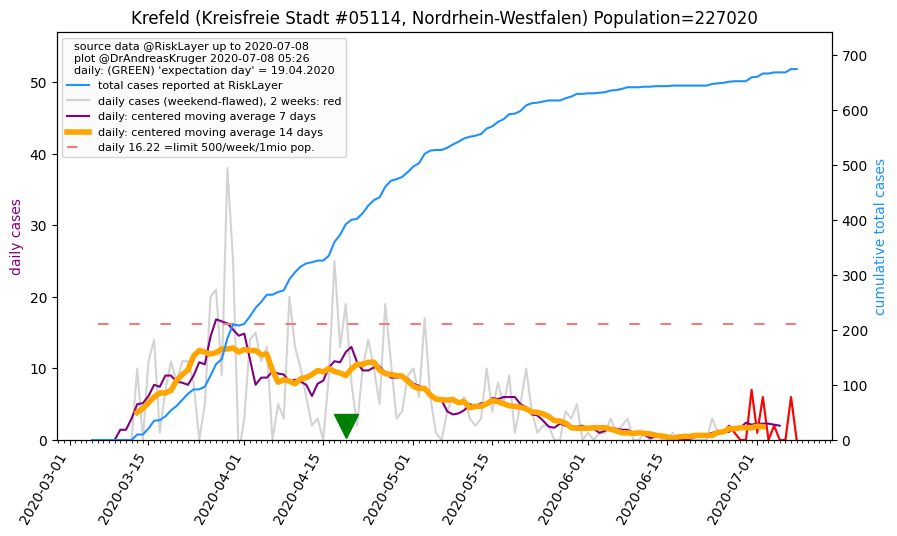 Krefeld (Kreisfreie Stadt #05114, Nordrhein-Westfalen) Population=227020
source data @RiskLayer up to 2020-07-08
plot @DrAndreasKruger 2020-07-08 05:26
daily: (GREEN) 'expectation day' = 19.04.2020
total cases reported at RiskLayer
daily cases (weekend-flawed), 2 weeks: red
daily: centered moving average 7 days
daily: centered moving average 14 days
daily 16.22 =limit 500/week/1mio pop.
daily cases
50
40
30
20
10
0
cumulative total cases
700
600
500
400
300
200
100
0
2020-03-01
2020-03-15
2020-04-01
2020-04-15
2020-05-01
2020-05-15
2020-06-01
2020-06-15
2020-07-01